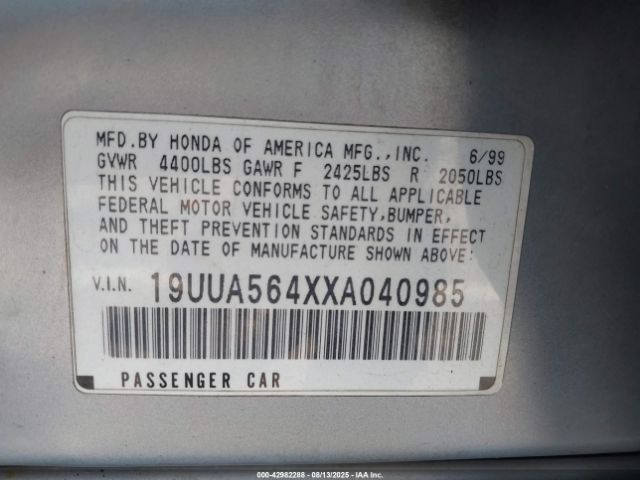 MFD.BY HONDA OF AMERICA MFG.,INC. 6/99
GVWR 4400LBS GAWR F 2425LBS R 2050LBS
THIS VEHICLE CONFORMS TO ALL APPLICABLE
FEDERAL MOTOR VEHICLE SAFETY,BUMPER,
AND THEFT PREVENTION STANDARDS IN EFFECT
ON THE DATE OF MANUFACTURE SHOWN ABOVE:
V.I.N. 19UUA564XXA040985
PASSENGER CAR
000-42982288 - 08/13/2025 - IAA Inc.